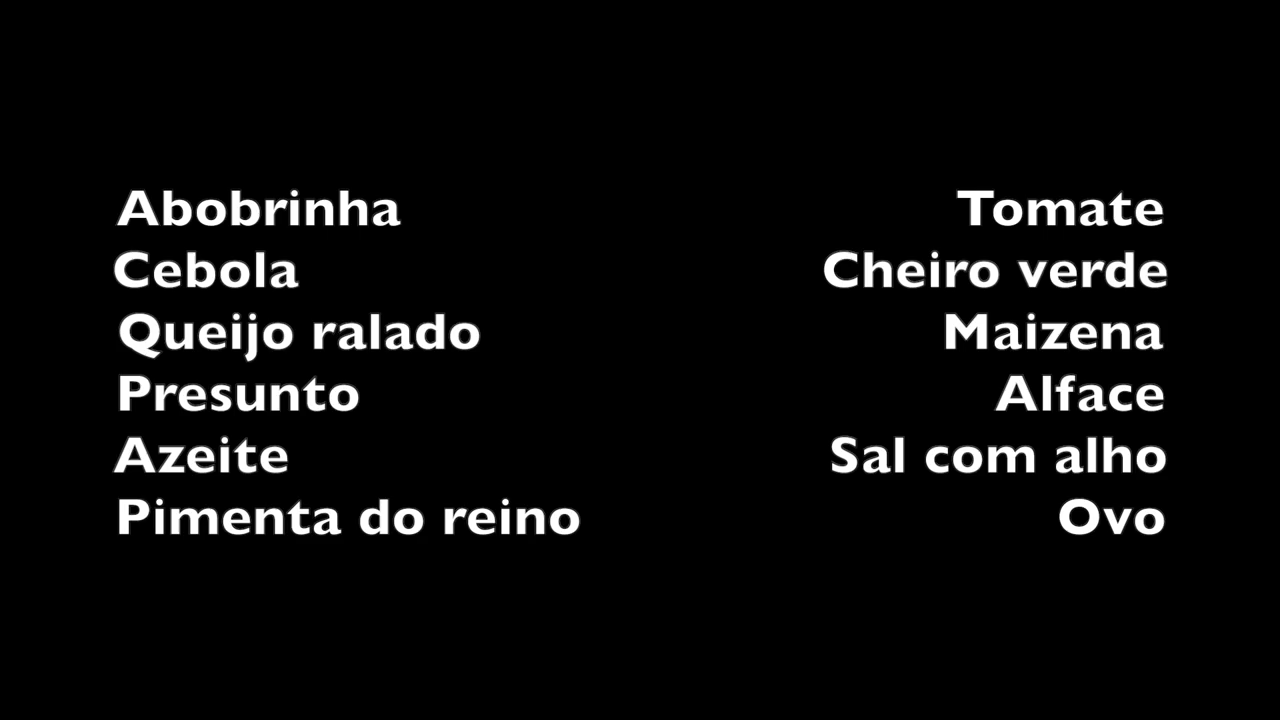 Abobrinha
Cebola
Queijo ralado
Presunto
Azeite
Pimenta do reino
Tomate
Cheiro verde
Maizena
Alface
Sal com alho
Ovo